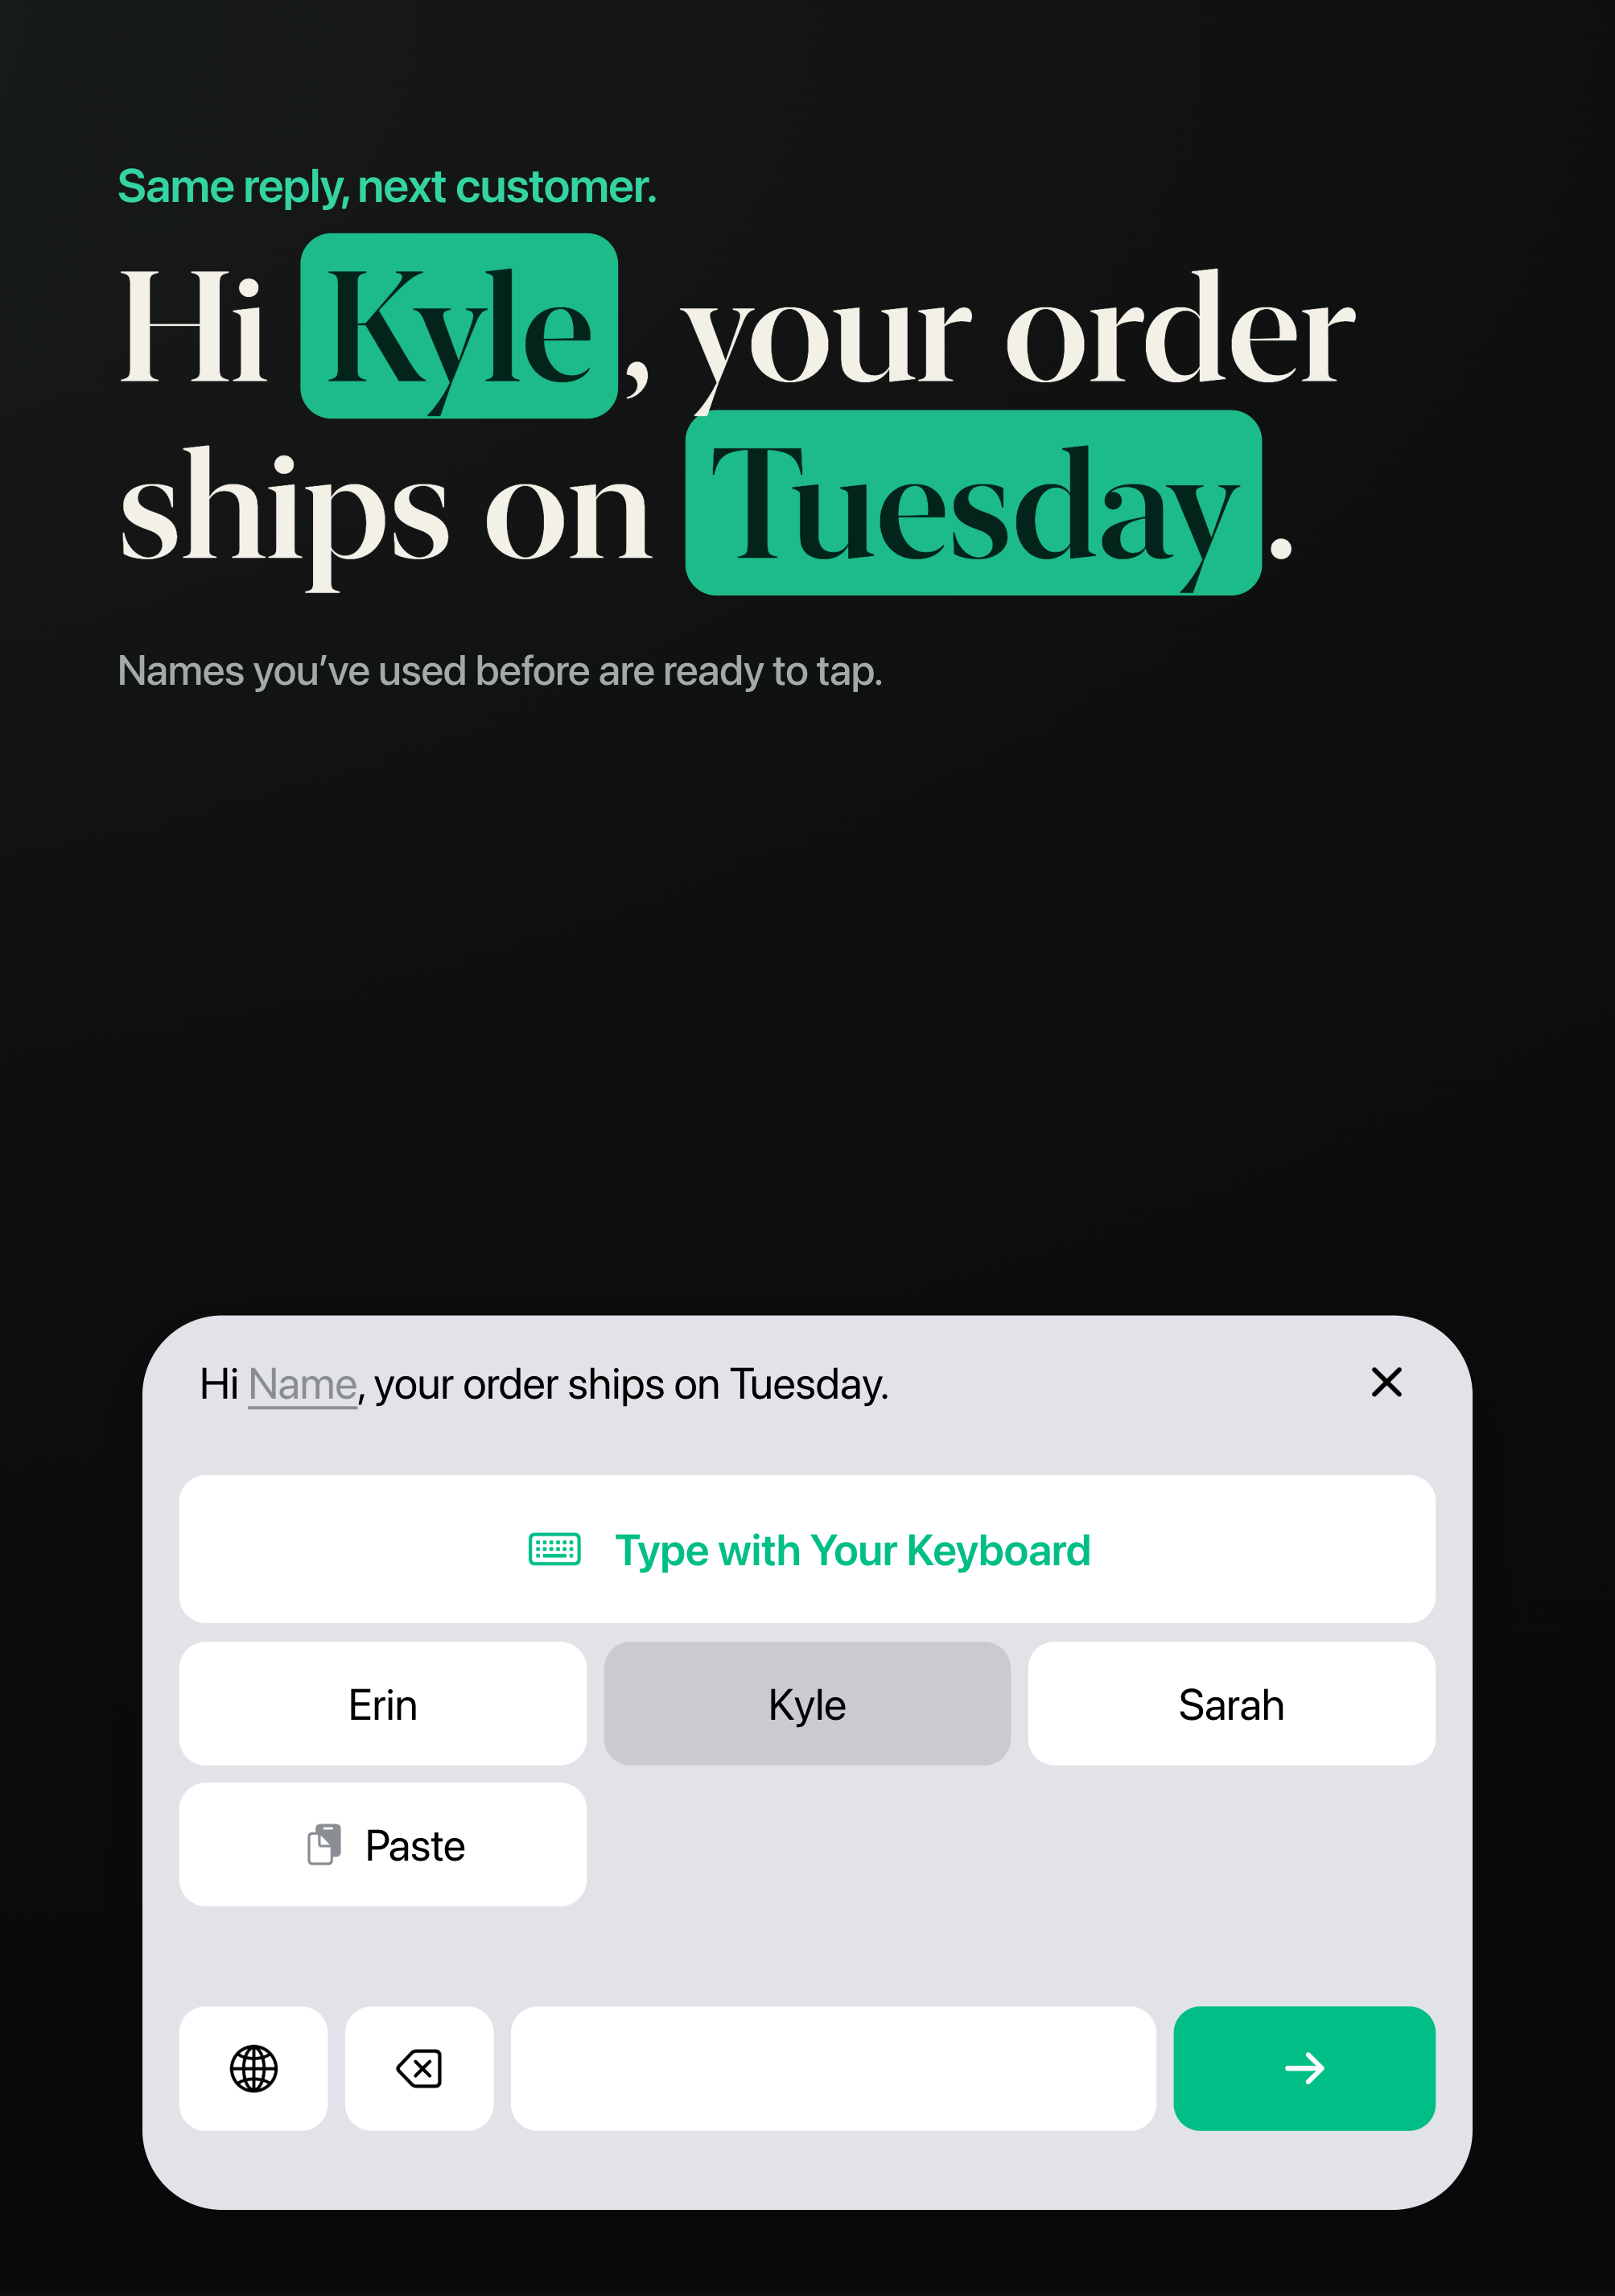 Same reply, next customer.
Hi Kyle, your order
ships on Tuesday.
Names you’ve used before are ready to tap.
Hi Name, your order ships on Tuesday.
Type with Your Keyboard
Erin Kyle Sarah
Paste